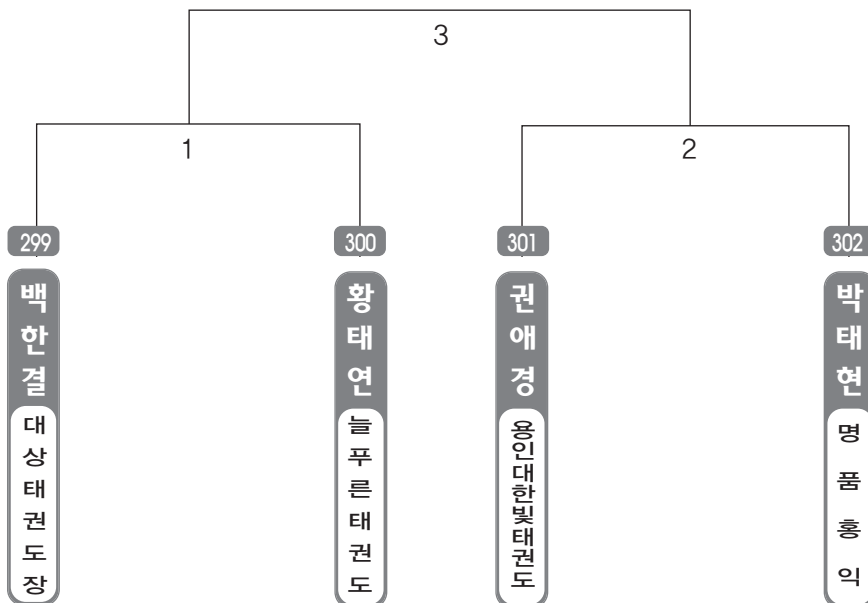 3
1
2
299
300
301
302
백한결
황태연
권애경
박태현
대상태권도장
늘푸른태권도
용인대한빛태권도
명품홍익